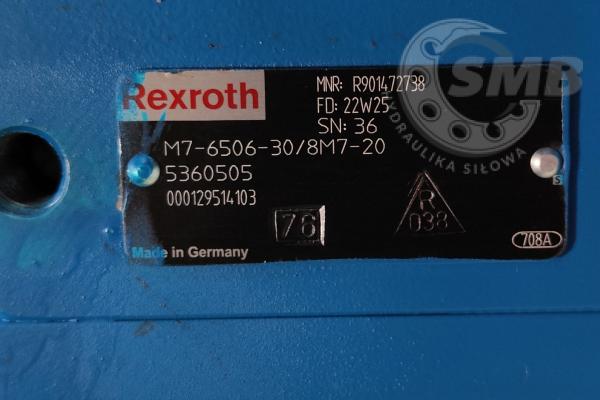 Rexroth
MNR: R901472738
FD: 22W25
SN: 36
M7-6506-30/8M7-20
5360505
000129514103
76
R
038
708A
Made in Germany
S
SMB
HYDRAULIKA SIŁOWA